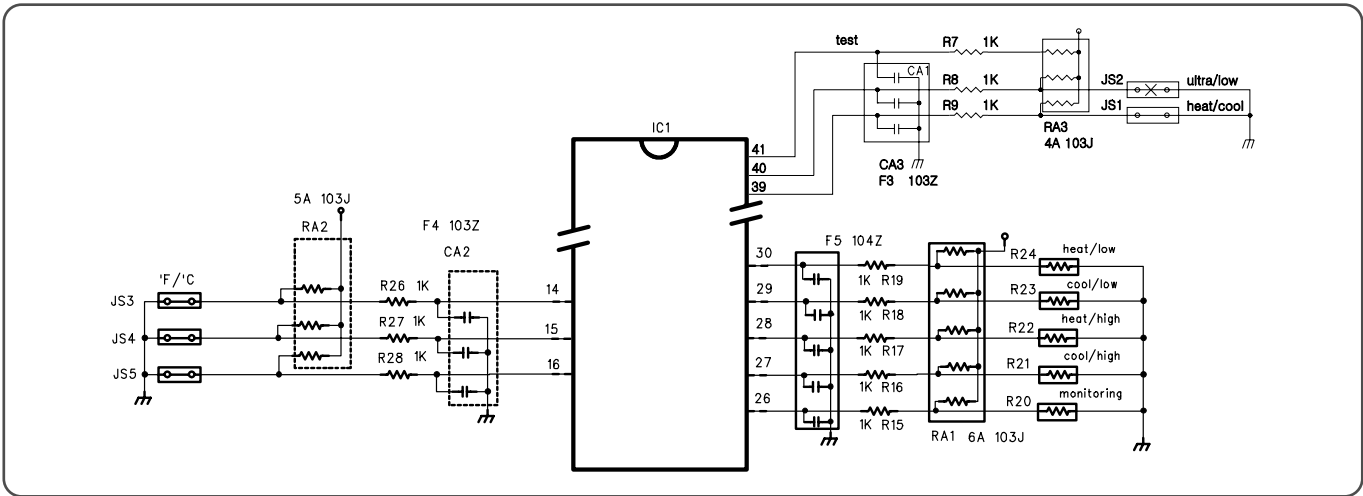 test
R7 1K
CA1
R8 1K
JS2 ultra/low
R9 1K
JS1 heat/cool
RA3
4A 103J
CA3
F3 103Z
IC1
41
40
39
5A 103J
RA2
F4 103Z
CA2
'F/'C
JS3
R26 1K
14
JS4
R27 1K
15
JS5
R28 1K
16
30
F5 104Z
1K R19
R24 heat/low
29
1K R18
R23 cool/low
28
1K R17
R22 heat/high
27
1K R16
R21 cool/high
26
1K R15
R20 monitoring
RA1 6A 103J